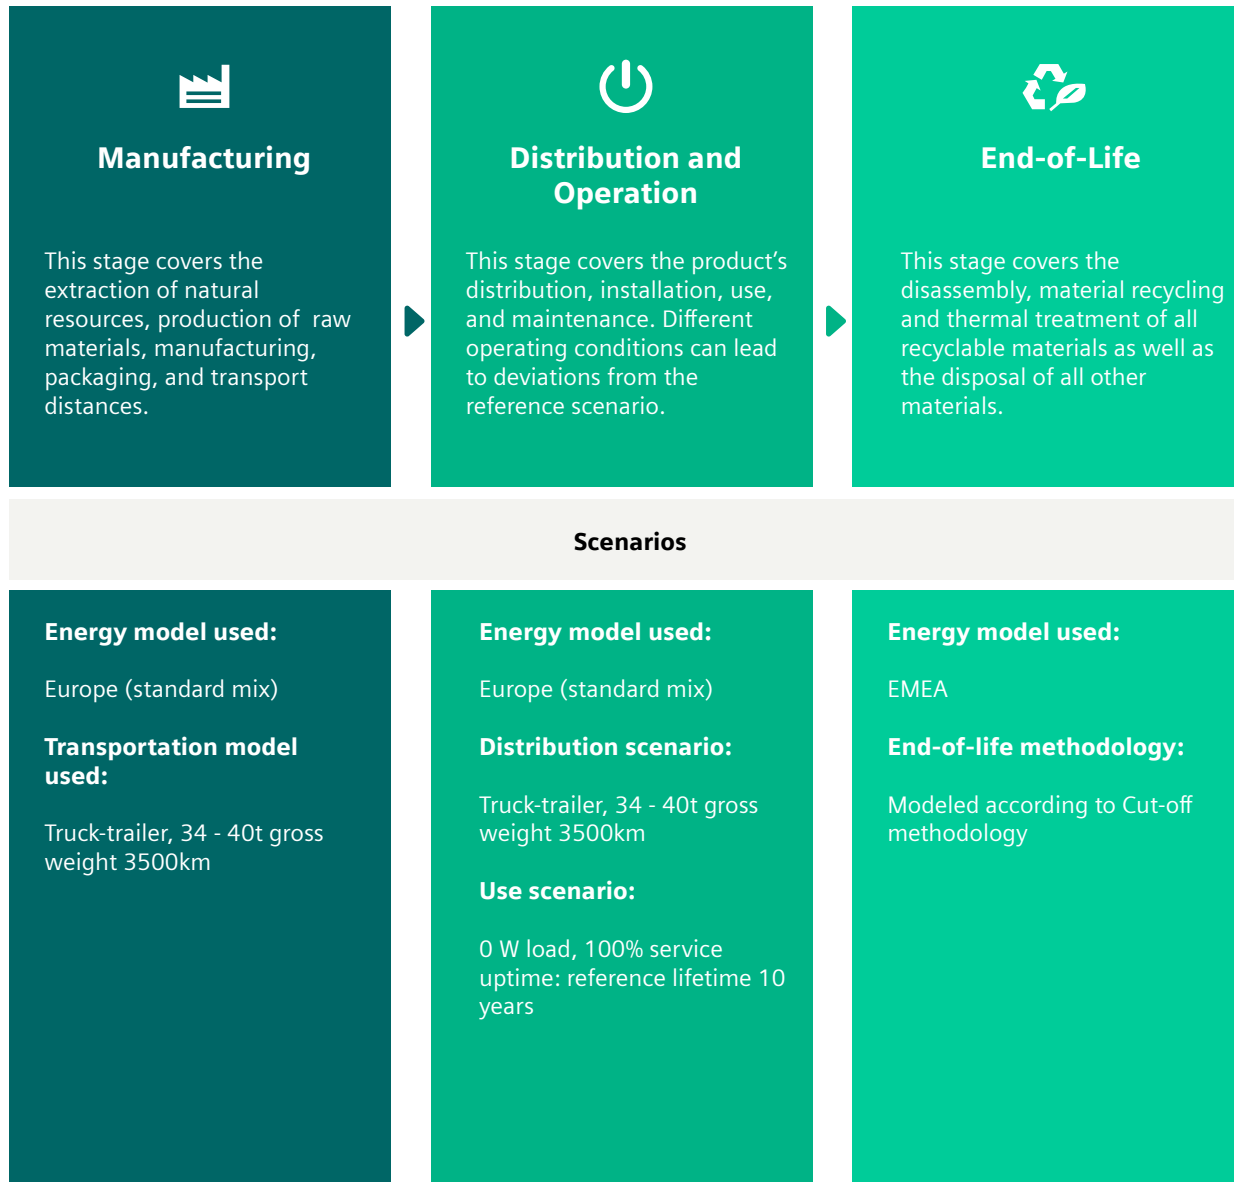 Manufacturing
This stage covers the
extraction of natural
resources, production of  raw
materials, manufacturing,
packaging, and transport
distances.
Distribution and
Operation
This stage covers the product’s
distribution, installation, use,
and maintenance. Different
operating conditions can lead
to deviations from the
reference scenario.
End-of-Life
This stage covers the
disassembly, material recycling
and thermal treatment of all
recyclable materials as well as
the disposal of all other
materials.
Scenarios
Energy model used:
Europe (standard mix)
Transportation model
used:
Truck-trailer, 34 - 40t gross
weight 3500km
Energy model used:
Europe (standard mix)
Distribution scenario:
Truck-trailer, 34 - 40t gross
weight 3500km
Use scenario:
0 W load, 100% service
uptime: reference lifetime 10
years
Energy model used:
EMEA
End-of-life methodology:
Modeled according to Cut-off
methodology